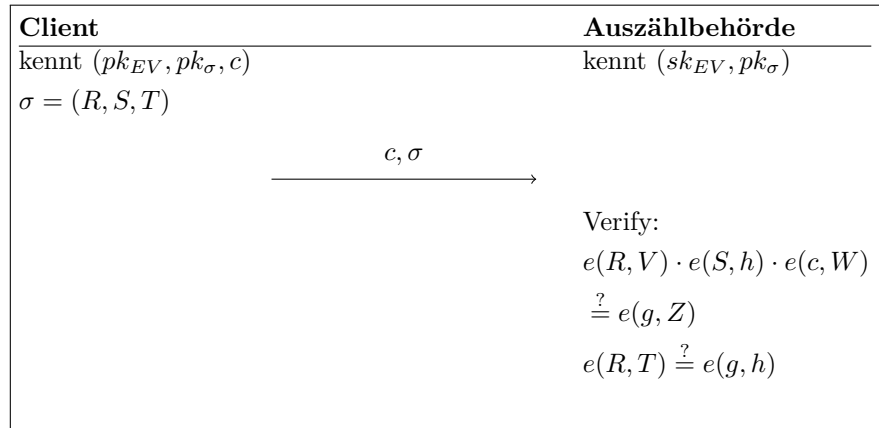 Client Auszählbehörde
kennt (pk_{EV}, pk_σ, c) kennt (sk_{EV}, pk_σ)
σ = (R, S, T)
c, σ
Verify:
e(R, V) · e(S, h) · e(c, W)
≟ e(g, Z)
e(R, T) ≟ e(g, h)